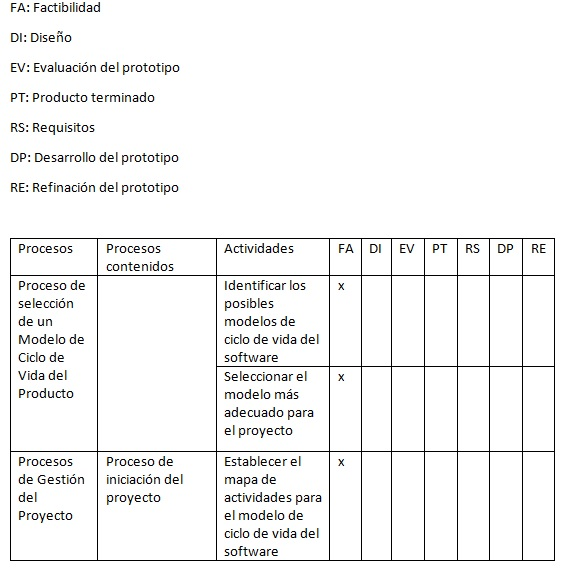 FA: Factibilidad
DI: Diseño
EV: Evaluación del prototipo
PT: Producto terminado
RS: Requisitos
DP: Desarrollo del prototipo
RE: Refinación del prototipo
Procesos Procesos contenidos Actividades FA DI EV PT RS DP RE
Proceso de
selección
de un
Modelo de
Ciclo de
Vida del
Producto
Identificar los
posibles
modelos de
ciclo de vida del
software
x
Seleccionar el
modelo más
adecuado para
el proyecto
x
Procesos
de Gestión
del
Proyecto
Proceso de
iniciación del
proyecto
Establecer el
mapa de
actividades para
el modelo de
ciclo de vida del
software
x